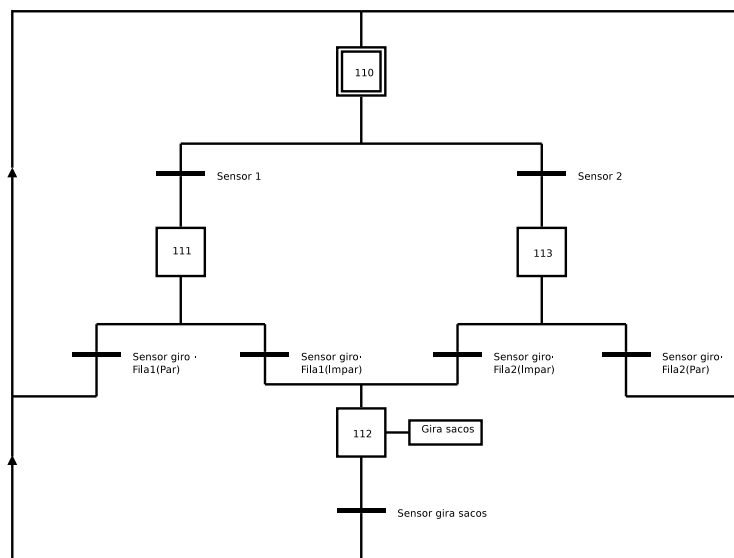 110
Sensor 1
Sensor 2
111
113
Sensor giro ·
Fila1(Par)
Sensor giro·
Fila1(Impar)
Sensor giro·
Fila2(Impar)
Sensor giro·
Fila2(Par)
112
Gira sacos
Sensor gira sacos